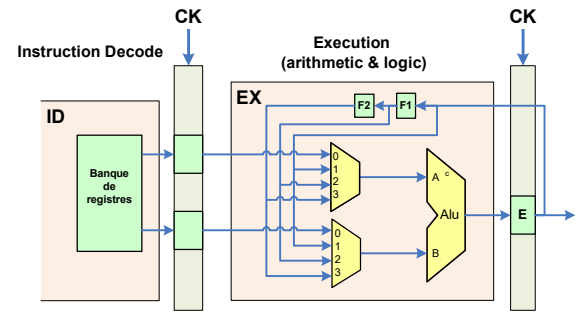 CK
CK
Instruction Decode
Execution
(arithmetic & logic)
ID
EX
F2
F1
Banque
de
registres
0
1
2
3
A c
Alu
B
E
0
1
2
3